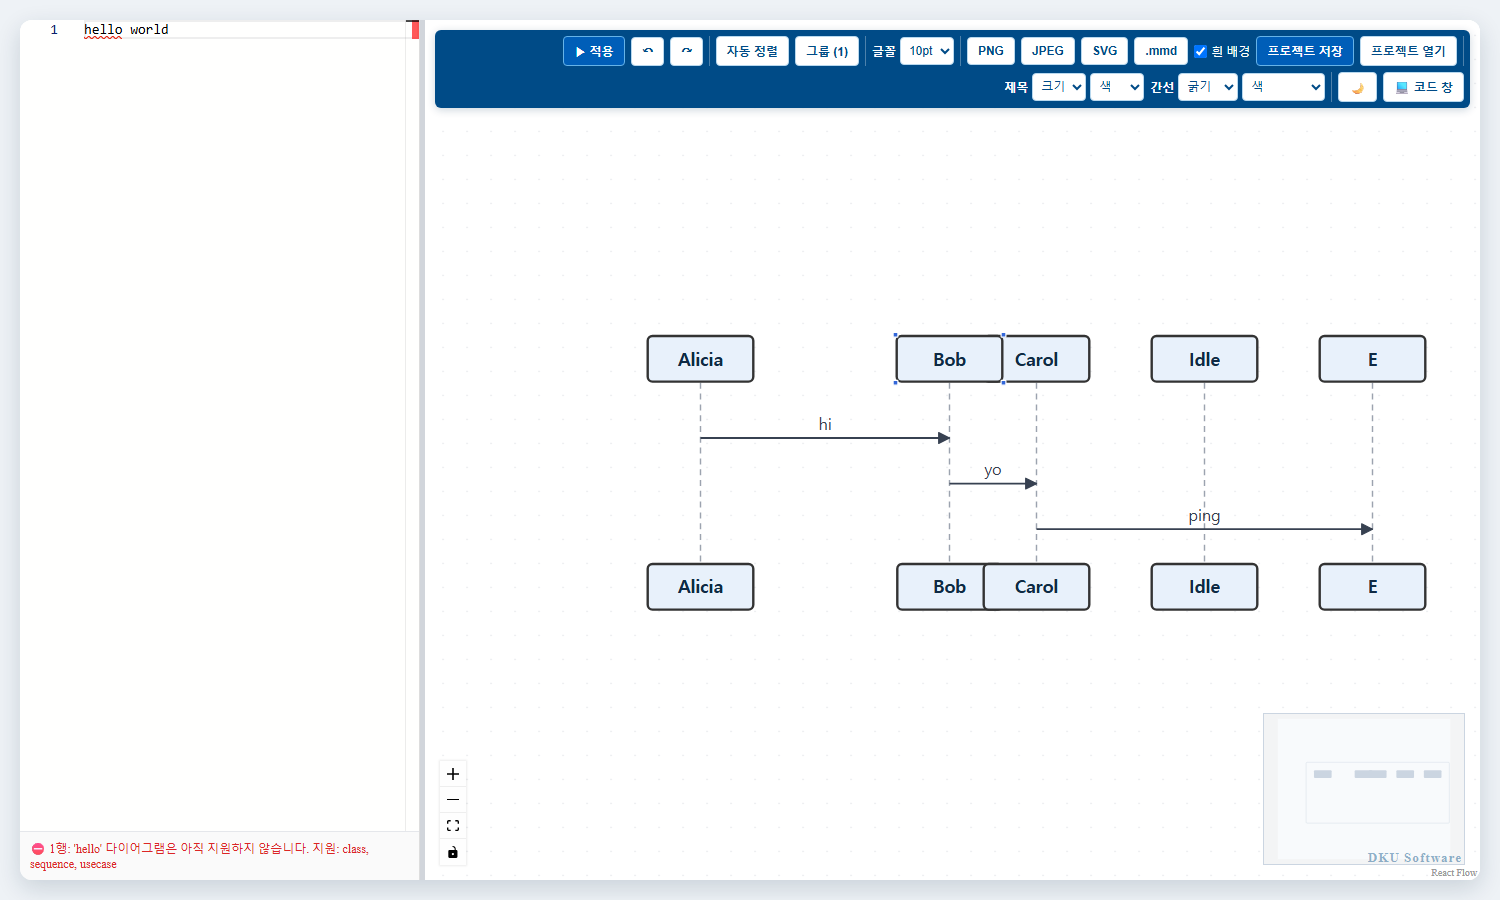 1 hello world
▶ 적용 ↶ ↷ 자동 정렬 그룹 (1) 글꼴 10pt PNG JPEG SVG .mmd 흰 배경 프로젝트 저장 프로젝트 열기
제목 크기 색 간선 굵기 색 코드 창
Alicia Bob Carol Idle E
hi
yo
ping
Alicia Bob Carol Idle E
1행: 'hello' 다이어그램은 아직 지원하지 않습니다. 지원: class,
sequence, usecase
DKU Software
React Flow